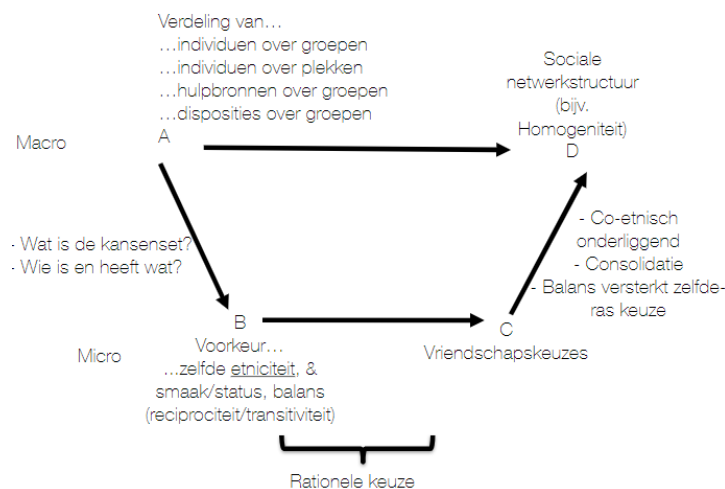 Verdeling van…
…individuen over groepen
…individuen over plekken
…hulpbronnen over groepen
…disposities over groepen
A
Sociale
netwerkstructuur
(bijv.
Homogeniteit)
D
Macro
- Wat is de kansenset?
- Wie is en heeft wat?
- Co-etnisch
onderliggend
- Consolidatie
- Balans versterkt zelfde-
ras keuze
B
Voorkeur…
…zelfde etniciteit, &
smaak/status, balans
(reciprociteit/transitiviteit)
C
Vriendschapskeuzes
Micro
Rationele keuze